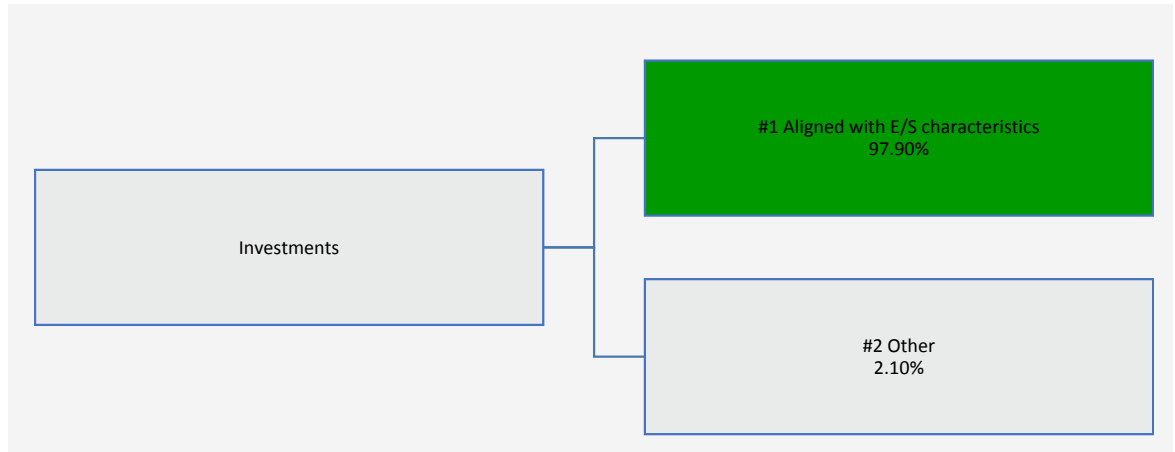 Investments
#1 Aligned with E/S characteristics
97.90%
#2 Other
2.10%